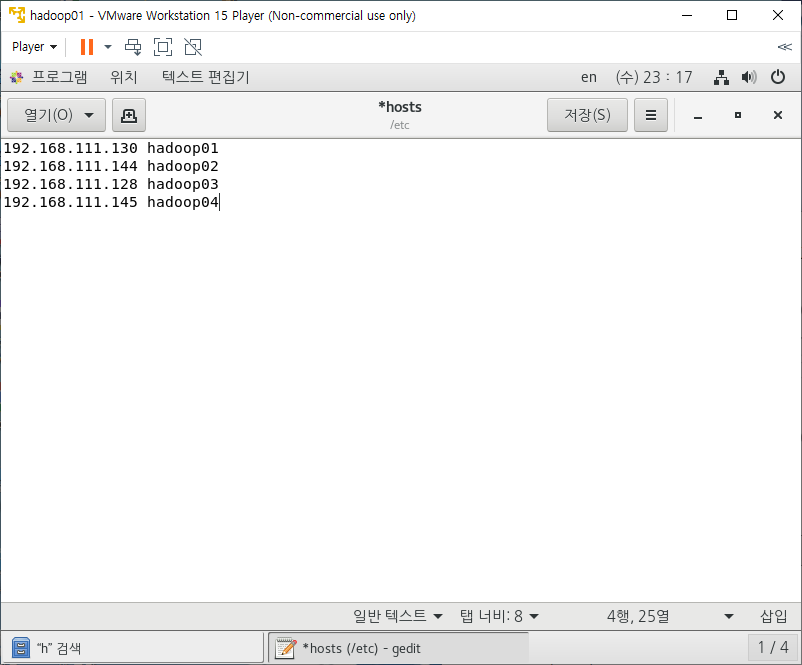 hadoop01 - VMware Workstation 15 Player (Non-commercial use only)
Player
프로그램 위치 텍스트 편집기 en (수) 23 : 17
열기(O) *hosts 저장(S)
/etc
192.168.111.130 hadoop01
192.168.111.144 hadoop02
192.168.111.128 hadoop03
192.168.111.145 hadoop04
일반 텍스트 탭 너비: 8 4행, 25열 삽입
“h” 검색 *hosts (/etc) - gedit 1 / 4